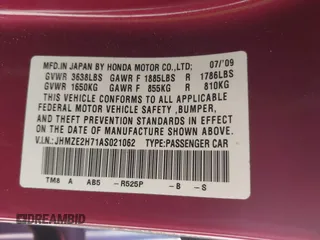 MFD.IN JAPAN BY HONDA MOTOR CO.,LTD; 07/'09
GVWR 3638LBS GAWR F 1885LBS R 1786LBS
GVWR 1650KG GAWR F 855KG R 810KG
THIS VEHICLE CONFORMS TO ALL APPLICABLE
FEDERAL MOTOR VEHICLE SAFETY ,BUMPER,
AND THEFT PREVENTION STANDARDS IN EFFECT
ON THE DATE OF MANUFACTURE SHOWN ABOVE.
V.I.N.: JHMZE2H71AS021062 TYPE:PASSENGER CAR
TM8 A AB5 -R525P -B -S
DREAMBID